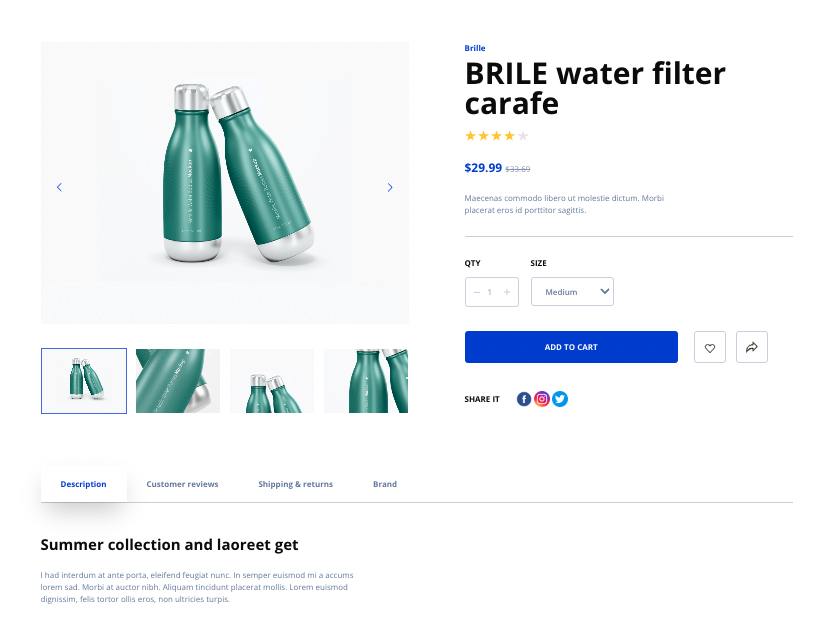 Brille
BRILE water filter
carafe
$29.99 $33.69
Maecenas commodo libero ut molestie dictum. Morbi
placerat eros id porttitor sagittis.
QTY SIZE
– 1 + Medium
ADD TO CART
SHARE IT
Description Customer reviews Shipping & returns Brand
Summer collection and laoreet get
I had interdum at ante porta, eleifend feugiat nunc. In semper euismod mi a accums
lorem sad. Morbi at auctor nibh. Aliquam tincidunt placerat mollis. Lorem euismod
dignissim, felis tortor ollis eros, non ultricies turpis.